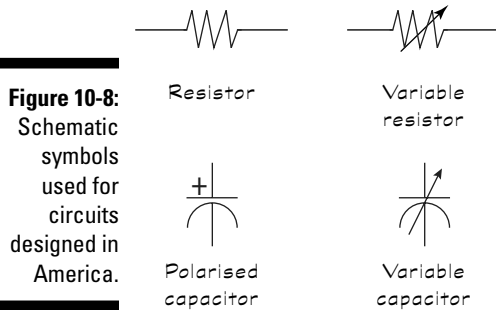 Figure 10-8:
Schematic
symbols
used for
circuits
designed in
America.
Resistor
Variable
resistor
+
Polarised
capacitor
Variable
capacitor